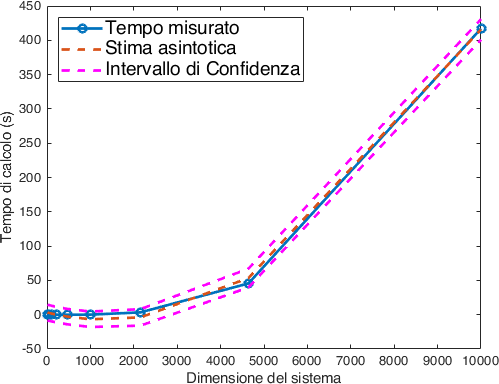 450
400
350
300
250
200
150
100
50
0
-50
Tempo di calcolo (s)
Tempo misurato
Stima asintotica
Intervallo di Confidenza
0 1000 2000 3000 4000 5000 6000 7000 8000 9000 10000
Dimensione del sistema